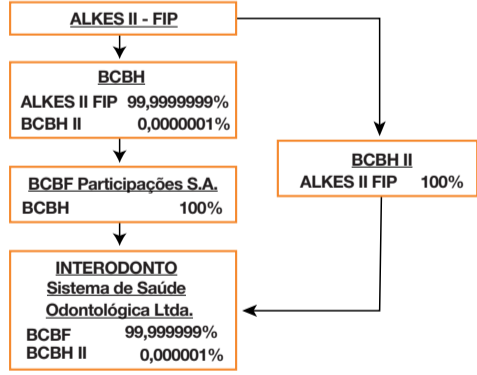 ALKES II - FIP
BCBH
ALKES II FIP 99,9999999%
BCBH II 0,0000001%
BCBF Participações S.A.
BCBH 100%
BCBH II
ALKES II FIP 100%
INTERODONTO
Sistema de Saúde
Odontológica Ltda.
BCBF 99,999999%
BCBH II 0,000001%